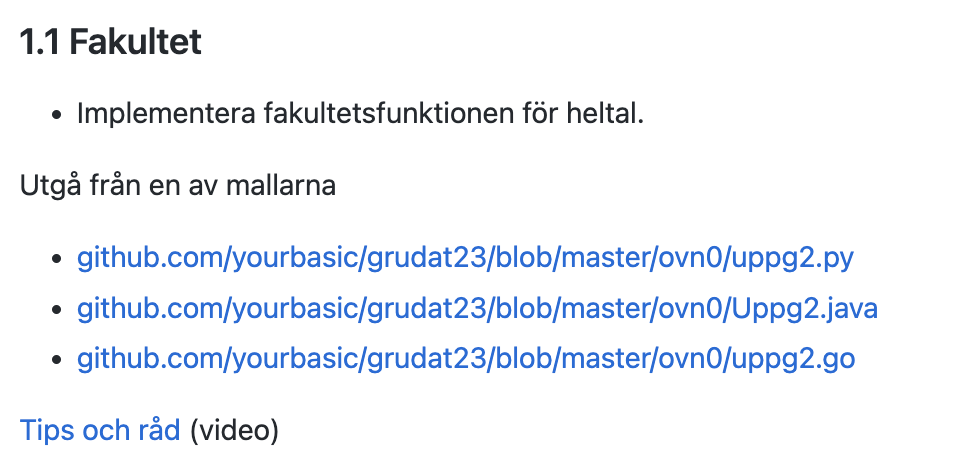 1.1 Fakultet
• Implementera fakultetsfunktionen för heltal.
Utgå från en av mallarna
• github.com/yourbasic/grudat23/blob/master/ovn0/uppg2.py
• github.com/yourbasic/grudat23/blob/master/ovn0/Uppg2.java
• github.com/yourbasic/grudat23/blob/master/ovn0/uppg2.go
Tips och råd (video)